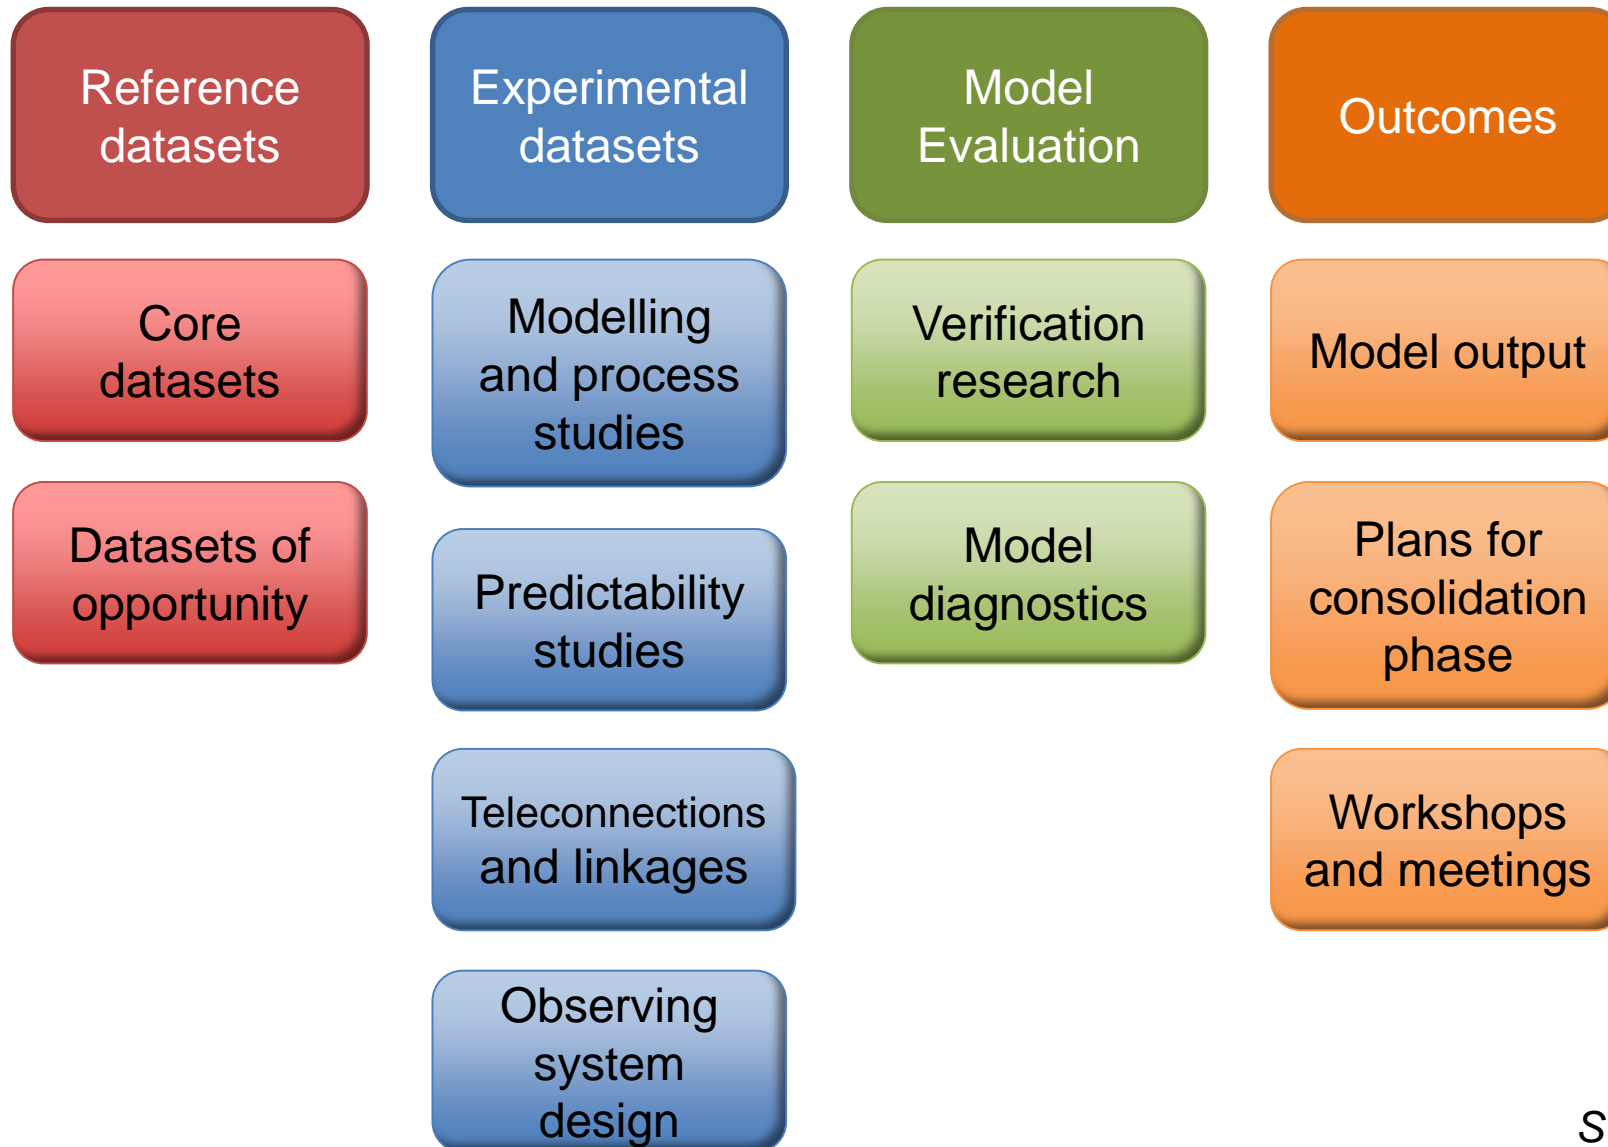 Reference
datasets
Experimental
datasets
Model
Evaluation
Outcomes
Core
datasets
Datasets of
opportunity
Modelling
and process
studies
Predictability
studies
Teleconnections
and linkages
Observing
system
design
Verification
research
Model
diagnostics
Model output
Plans for
consolidation
phase
Workshops
and meetings